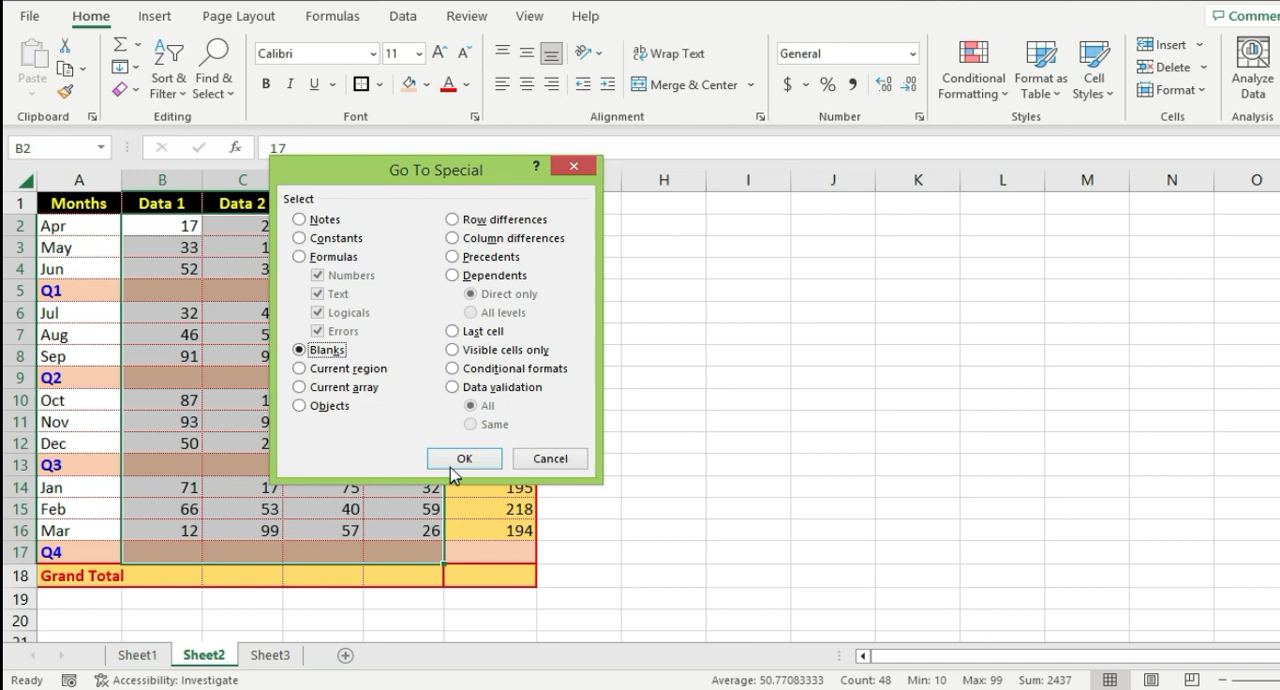 File Home Insert Page Layout Formulas Data Review View Help
Calibri 11 Wrap Text General Insert
Paste Sort & Filter Find & Select B I U Merge & Center $ % Conditional Formatting Format as Table Cell Styles Delete Format Analyze Data
Clipboard Editing Font Alignment Number Styles Cells Analysis
B2 fx 17
Go To Special ?
Select
Notes Row differences
Constants Column differences
Formulas Precedents
Numbers Dependents
Text Direct only
Logicals All levels
Errors Last cell
Blanks Visible cells only
Current region Conditional formats
Current array Data validation
Objects All
Same
OK Cancel
A B C H I J K L M N O
1 Months Data 1 Data 2
2 Apr 17
3 May 33
4 Jun 52
5 Q1
6 Jul 32
7 Aug 46
8 Sep 91
9 Q2
10 Oct 87
11 Nov 93
12 Dec 50
13 Q3
14 Jan 71 17 75 32 195
15 Feb 66 53 40 59 218
16 Mar 12 99 57 26 194
17 Q4
18 Grand Total
19
20
Sheet1 Sheet2 Sheet3
Ready Accessibility: Investigate Average: 50.77083333 Count: 48 Min: 10 Max: 99 Sum: 2437